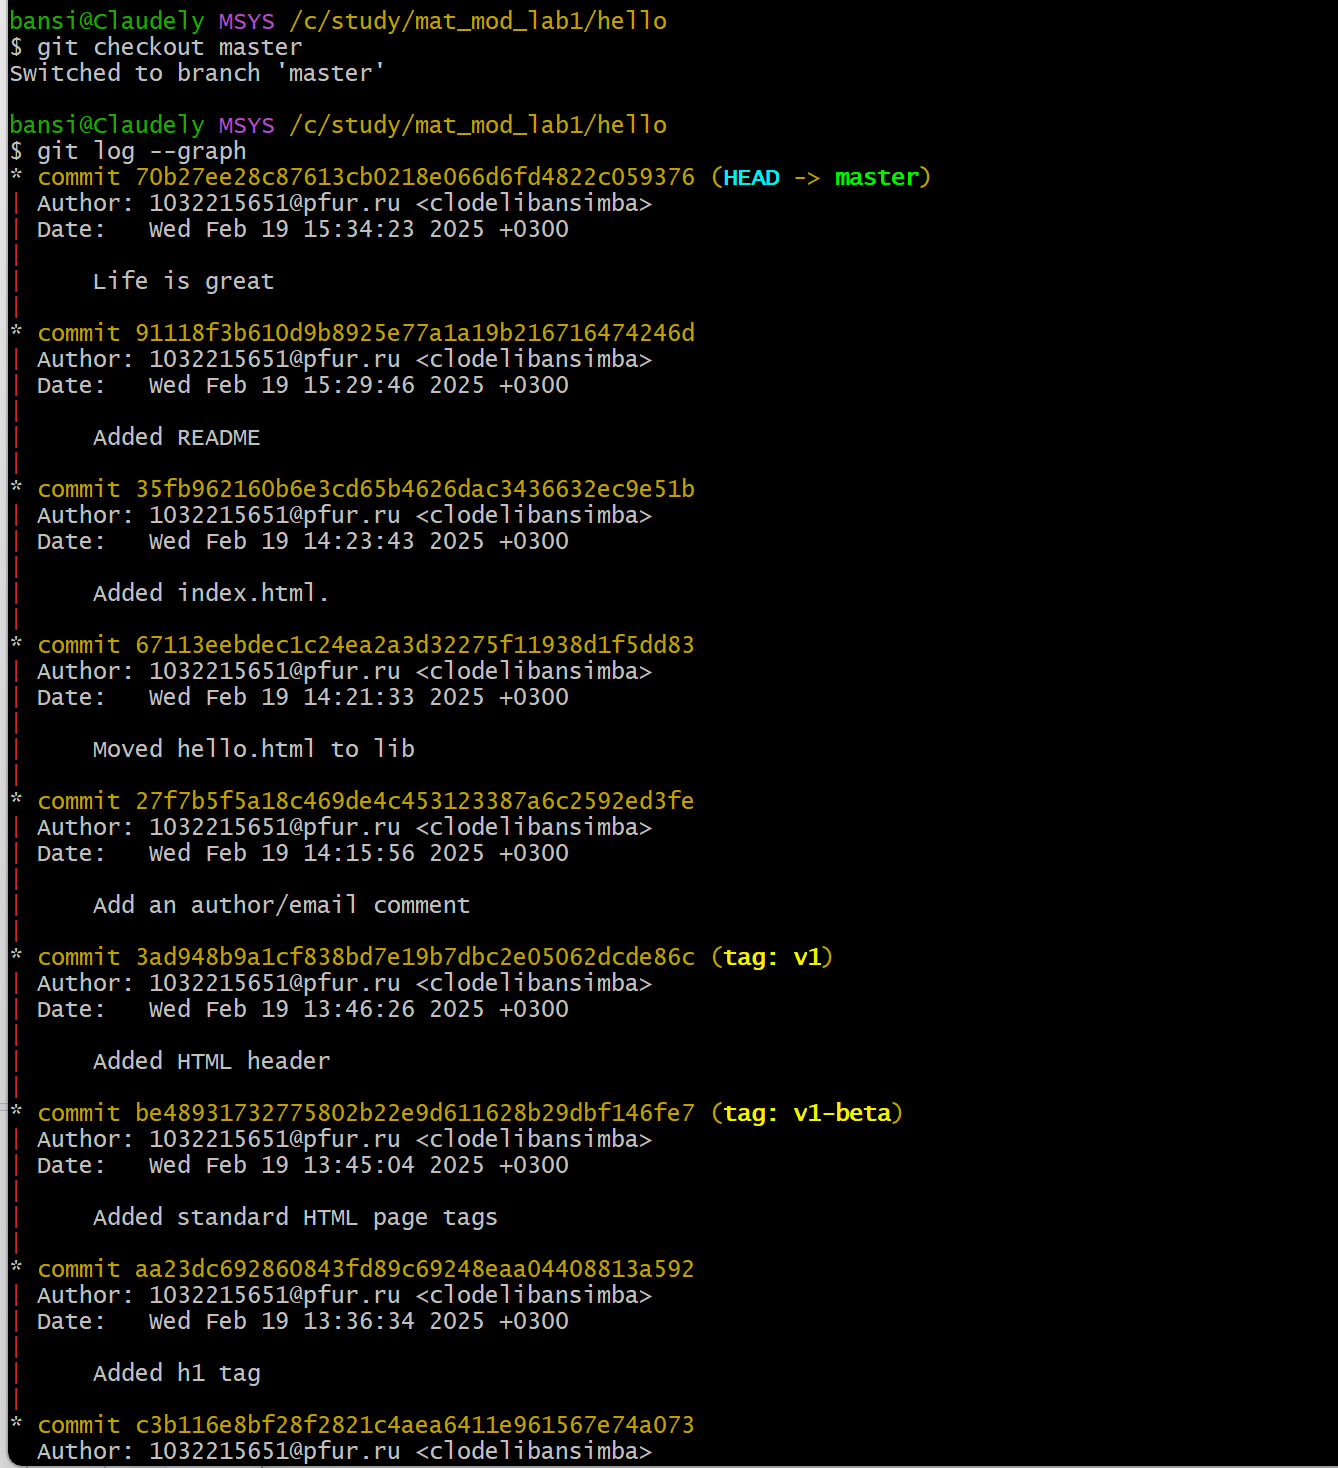 bansi@Claudely MSYS /c/study/mat_mod_lab1/hello
$ git checkout master
Switched to branch 'master'
bansi@Claudely MSYS /c/study/mat_mod_lab1/hello
$ git log --graph
* commit 70b27ee28c87613cb0218e066d6fd4822c059376 (HEAD -> master)
| Author: 1032215651@pfur.ru <clodelibansimba>
| Date:   Wed Feb 19 15:34:23 2025 +0300
|
|     Life is great
|
* commit 91118f3b610d9b8925e77a1a19b216716474246d
| Author: 1032215651@pfur.ru <clodelibansimba>
| Date:   Wed Feb 19 15:29:46 2025 +0300
|
|     Added README
|
* commit 35fb962160b6e3cd65b4626dac3436632ec9e51b
| Author: 1032215651@pfur.ru <clodelibansimba>
| Date:   Wed Feb 19 14:23:43 2025 +0300
|
|     Added index.html.
|
* commit 67113eebdec1c24ea2a3d32275f11938d1f5dd83
| Author: 1032215651@pfur.ru <clodelibansimba>
| Date:   Wed Feb 19 14:21:33 2025 +0300
|
|     Moved hello.html to lib
|
* commit 27f7b5f5a18c469de4c453123387a6c2592ed3fe
| Author: 1032215651@pfur.ru <clodelibansimba>
| Date:   Wed Feb 19 14:15:56 2025 +0300
|
|     Add an author/email comment
|
* commit 3ad948b9a1cf838bd7e19b7dbc2e05062dcde86c (tag: v1)
| Author: 1032215651@pfur.ru <clodelibansimba>
| Date:   Wed Feb 19 13:46:26 2025 +0300
|
|     Added HTML header
|
* commit be489317327775802b22e9d611628b29dbf146fe7 (tag: v1-beta)
| Author: 1032215651@pfur.ru <clodelibansimba>
| Date:   Wed Feb 19 13:45:04 2025 +0300
|
|     Added standard HTML page tags
|
* commit aa23dc692860843fd89c69248eaa04408813a592
| Author: 1032215651@pfur.ru <clodelibansimba>
| Date:   Wed Feb 19 13:36:34 2025 +0300
|
|     Added h1 tag
|
* commit c3b116e8bf28f2821c4aea6411e961567e74a073
  Author: 1032215651@pfur.ru <clodelibansimba>